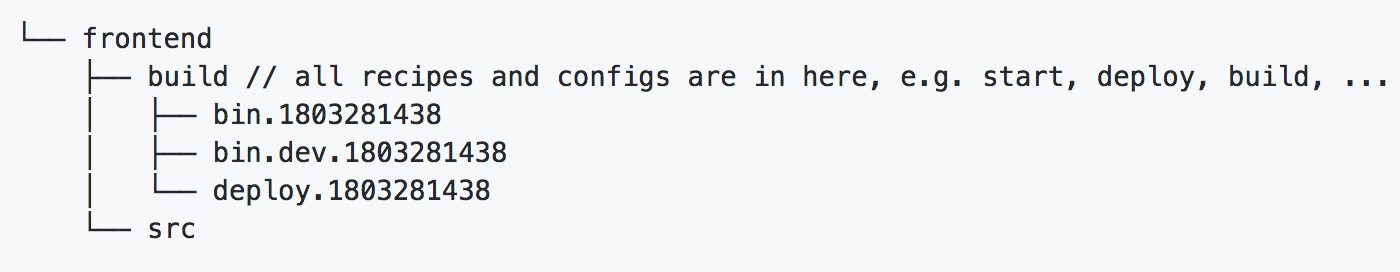 └── frontend
    ├── build // all recipes and configs are in here, e.g. start, deploy, build, ...
    │   ├── bin.1803281438
    │   ├── bin.dev.1803281438
    │   └── deploy.1803281438
    └── src